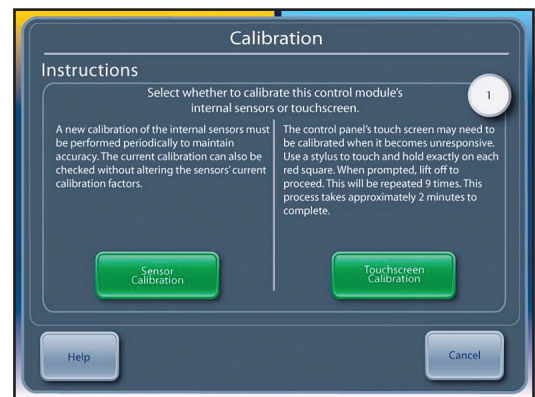 Calibration
Instructions
Select whether to calibrate this control module's
internal sensors or touchscreen.
1
A new calibration of the internal sensors must
be performed periodically to maintain
accuracy. The current calibration can also be
checked without altering the sensors' current
calibration factors.
The control panel's touch screen may need to
be calibrated when it becomes unresponsive.
Use a stylus to touch and hold exactly on each
red square. When prompted, lift off to
proceed. This will be repeated 9 times. This
process takes approximately 2 minutes to
complete.
Sensor
Calibration
Touchscreen
Calibration
Help
Cancel